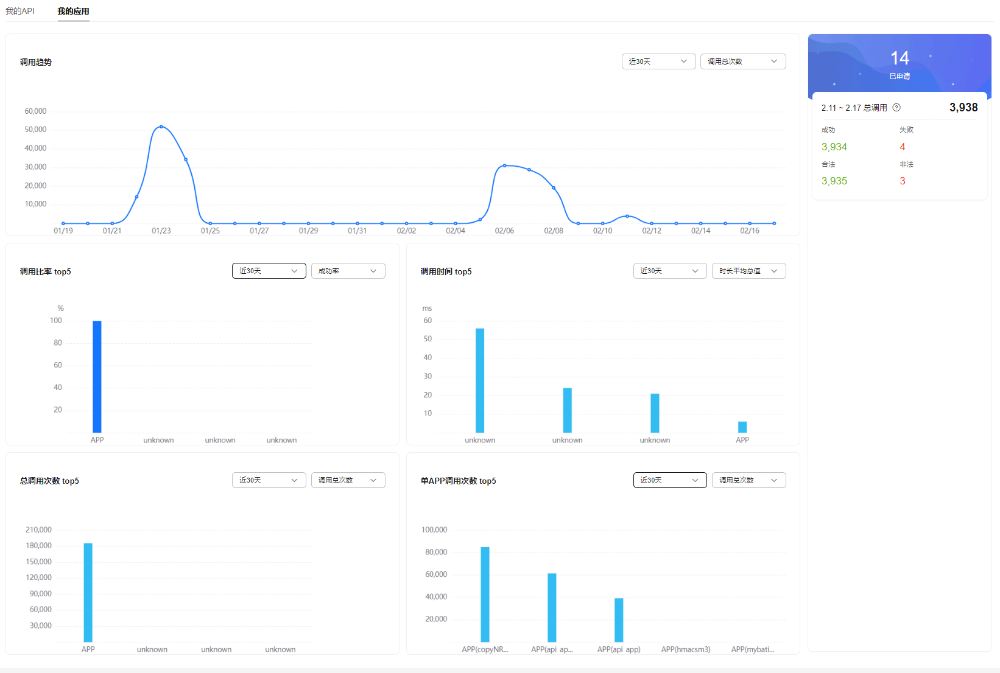 我的API 我的应用
调用趋势 近30天 调用总次数
60,000
50,000
40,000
30,000
20,000
10,000
01/19 01/21 01/23 01/25 01/27 01/29 01/31 02/02 02/04 02/06 02/08 02/10 02/12 02/14 02/16
14
已申请
2.11 ~ 2.17 总调用 ? 3,938
成功 失败
3,934 4
合法 非法
3,935 3
调用比率 top5 近30天 成功率
%
100
80
60
40
20
APP unknown unknown unknown
调用时间 top5 近30天 时长平均总值
ms
60
50
40
30
20
10
unknown unknown unknown APP
总调用次数 top5 近30天 调用总次数
210,000
180,000
150,000
120,000
90,000
60,000
30,000
APP unknown unknown unknown
单APP调用次数 top5 近30天 调用总次数
100,000
80,000
60,000
40,000
20,000
APP(copyNR... APP(api_ap... APP(api_app) APP(hmacsm3) APP(mybati...